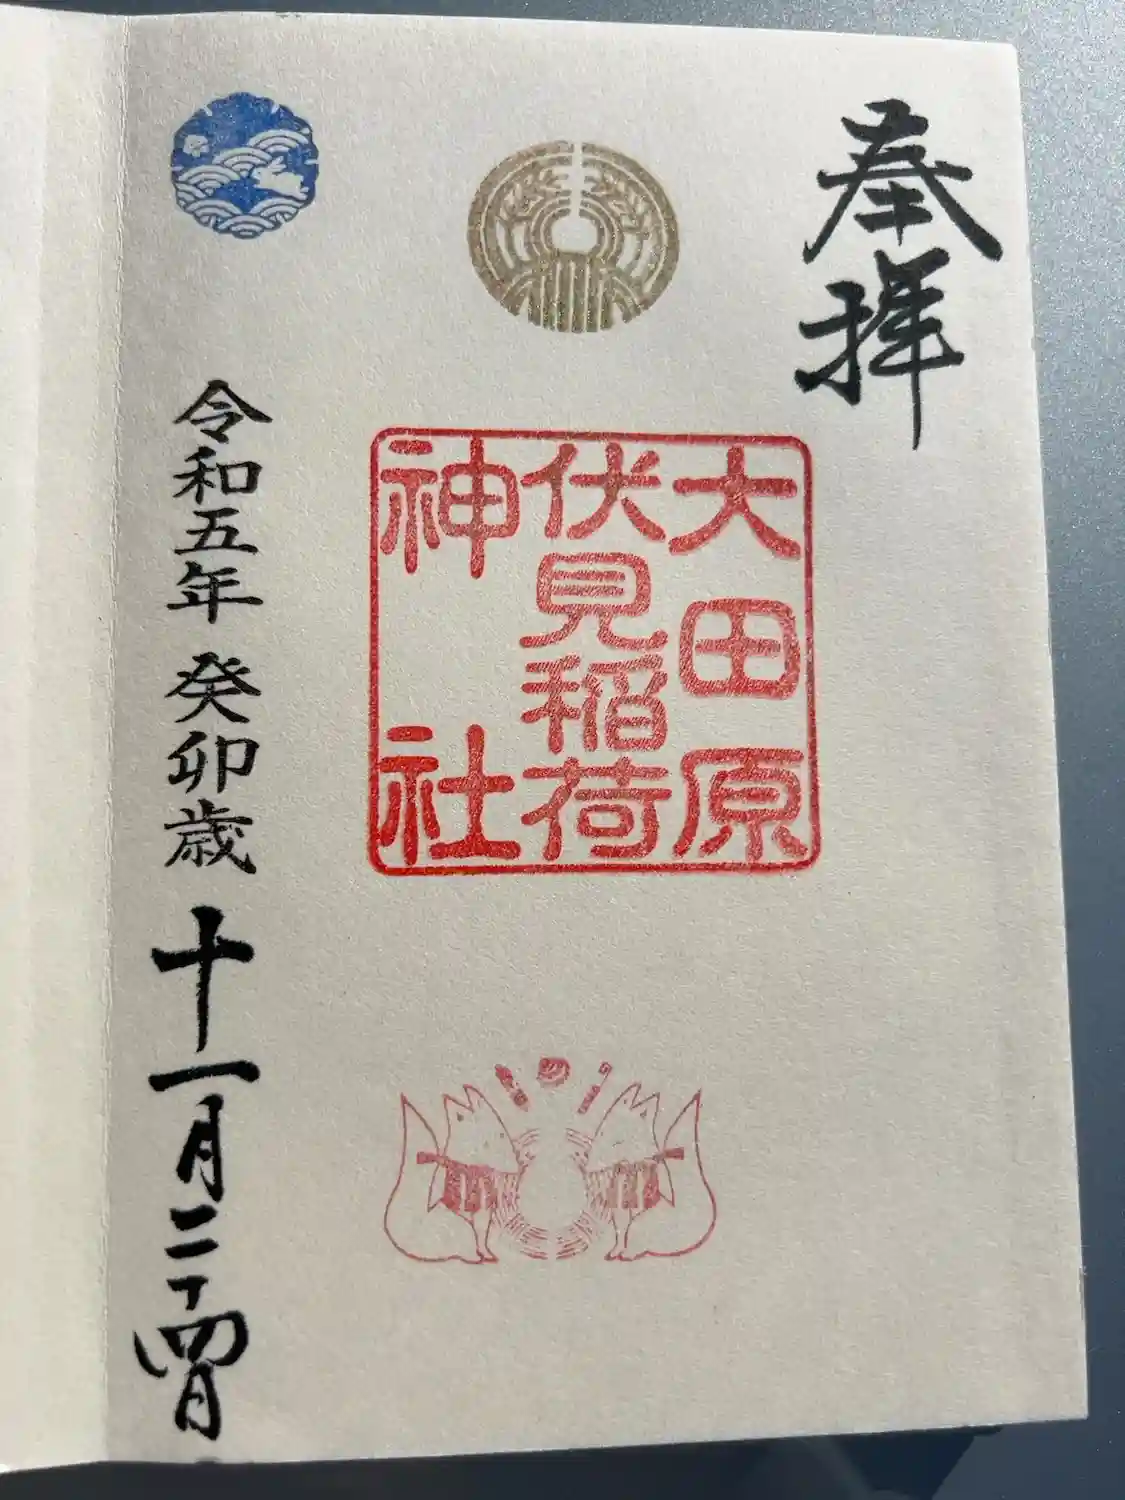 奉拝
大田原
伏見稲荷
神社
令和五年 癸卯歳 十一月二十四日